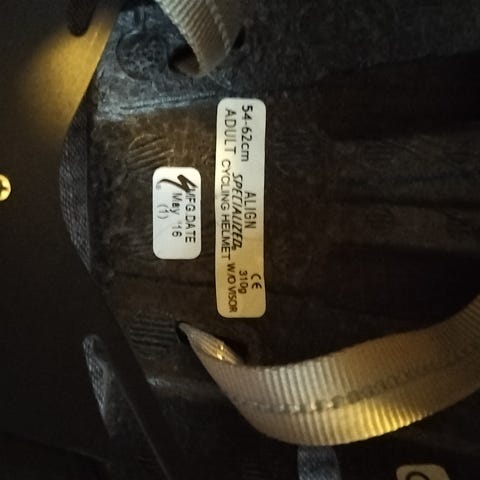 ALIGN
54-62cm SPECIALIZED CE
310g
ADULT CYCLING HELMET W/O VISOR
MFG.DATE
May '16
(1)